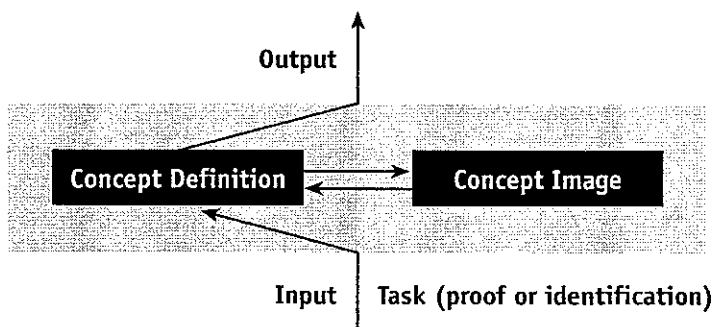 Output
Concept Definition
Concept Image
Input
Task (proof or identification)